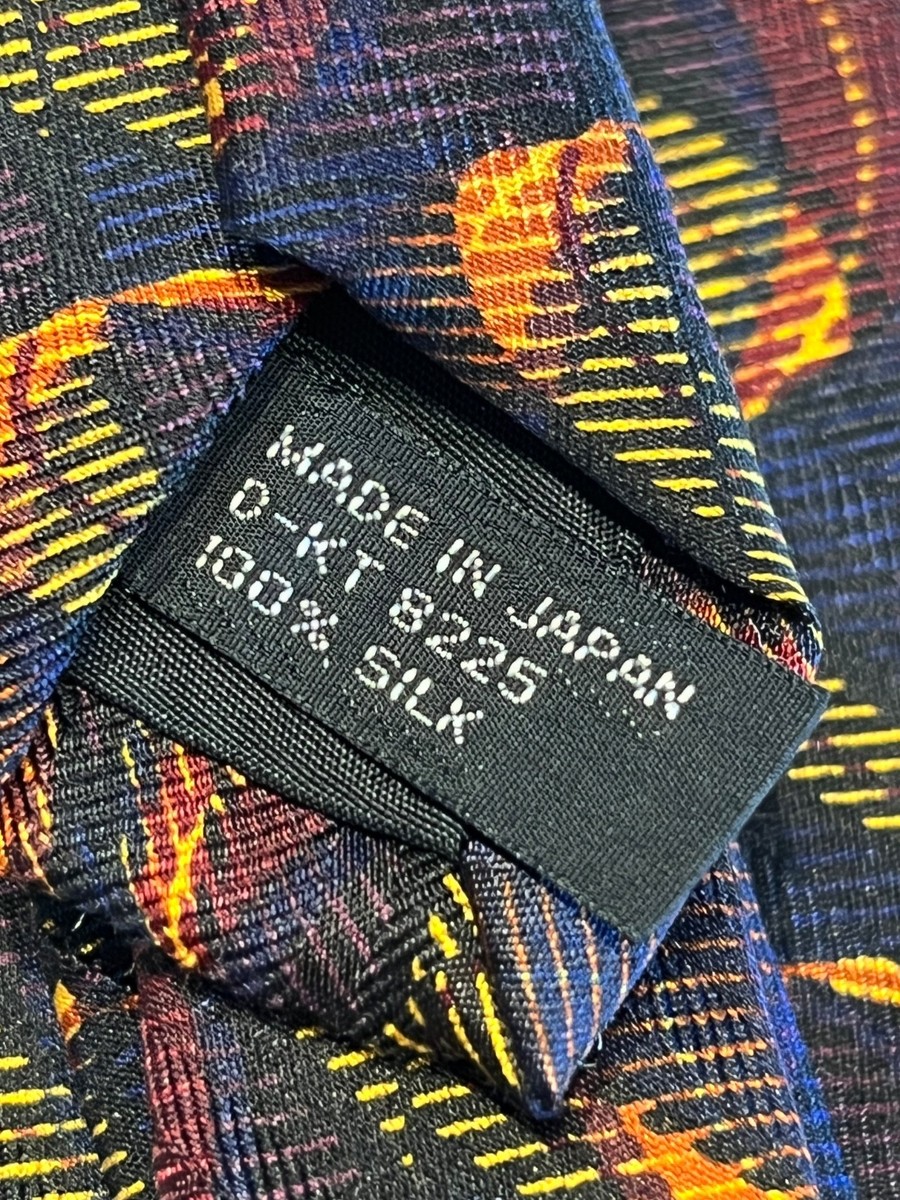 MADE IN JAPAN
D-KT 8225
100% SILK